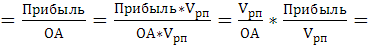 = Прибыль/ОА = Прибыль*Vрп/ОА*Vрп = Vрп/ОА * Прибыль/Vрп =